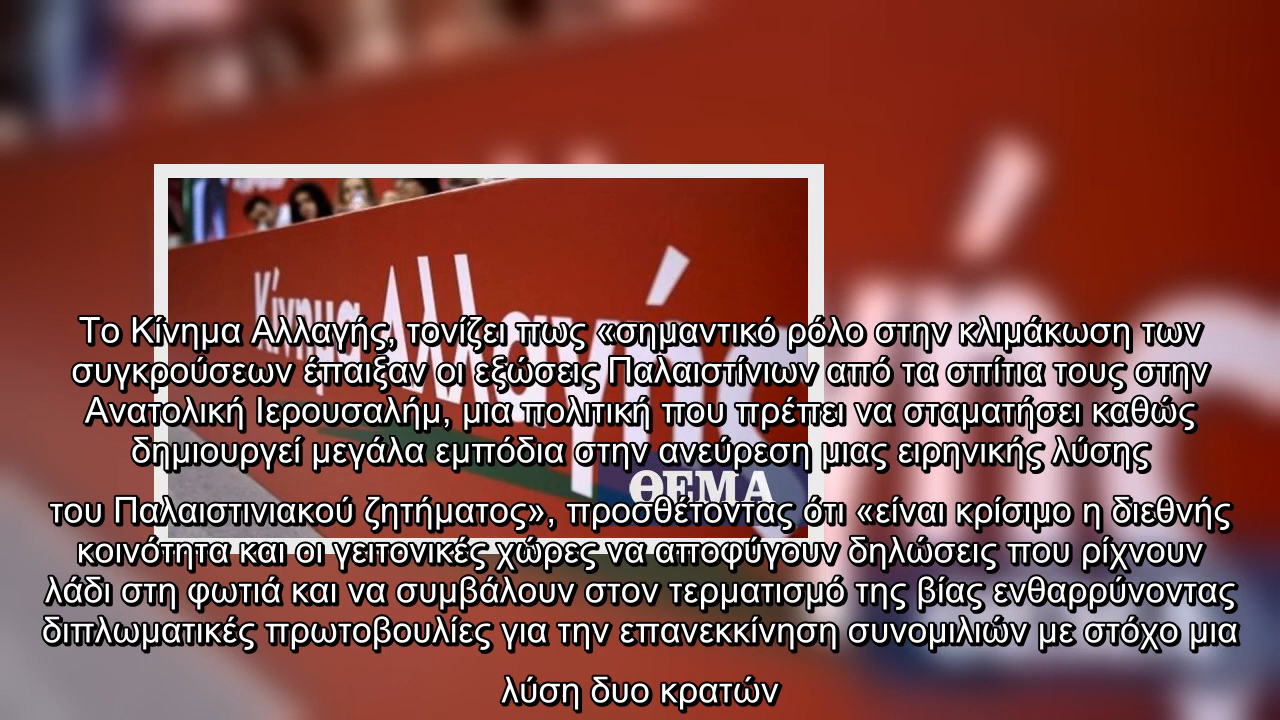 Κίνημα Αλλαγής
Το Κίνημα Αλλαγής, τονίζει πως «σημαντικό ρόλο στην κλιμάκωση των
συγκρούσεων έπαιξαν οι εξώσεις Παλαιστίνιων από τα σπίτια τους στην
Ανατολική Ιερουσαλήμ, μια πολιτική που πρέπει να σταματήσει καθώς
δημιουργεί μεγάλα εμπόδια στην ανεύρεση μιας ειρηνικής λύσης
ΘΕΜΑ
του Παλαιστινιακού ζητήματος», προσθέτοντας ότι «είναι κρίσιμο η διεθνής
κοινότητα και οι γειτονικές χώρες να αποφύγουν δηλώσεις που ρίχνουν
λάδι στη φωτιά και να συμβάλουν στον τερματισμό της βίας ενθαρρύνοντας
διπλωματικές πρωτοβουλίες για την επανεκκίνηση συνομιλιών με στόχο μια
λύση δυο κρατών